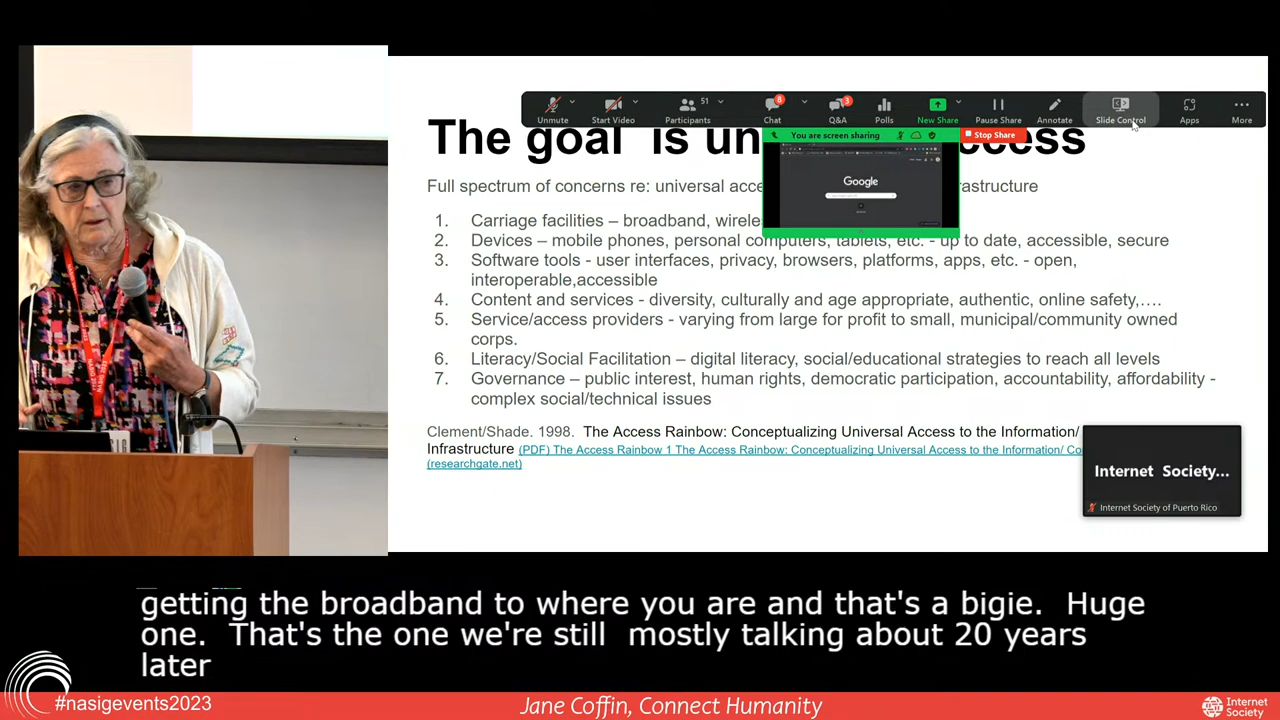 Unmute
Start Video
51
Participants
8
Chat
3
Q&A
Polls
New Share
Pause Share
Annotate
Slide Control
Apps
More
You are screen sharing
Stop Share
Google
The goal is un
ccess
Full spectrum of concerns re: universal acce
rastructure
1. Carriage facilities – broadband, wirele
2. Devices – mobile phones, personal computers, tablets, etc. - up to date, accessible, secure
3. Software tools - user interfaces, privacy, browsers, platforms, apps, etc. - open,
interoperable,accessible
4. Content and services - diversity, culturally and age appropriate, authentic, online safety,....
5. Service/access providers - varying from large for profit to small, municipal/community owned
corps.
6. Literacy/Social Facilitation – digital literacy, social/educational strategies to reach all levels
7. Governance – public interest, human rights, democratic participation, accountability, affordability -
complex social/technical issues
Clement/Shade. 1998. The Access Rainbow: Conceptualizing Universal Access to the Information/
Infrastructure (PDF) The Access Rainbow 1 The Access Rainbow: Conceptualizing Universal Access to the Information/ Co
(researchgate.net)
Internet Society...
Internet Society of Puerto Rico
getting the broadband to where you are and that's a bigie. Huge
one. That's the one we're still mostly talking about 20 years
later
#nasigevents2023
Jane Coffin, Connect Humanity
Internet
Society